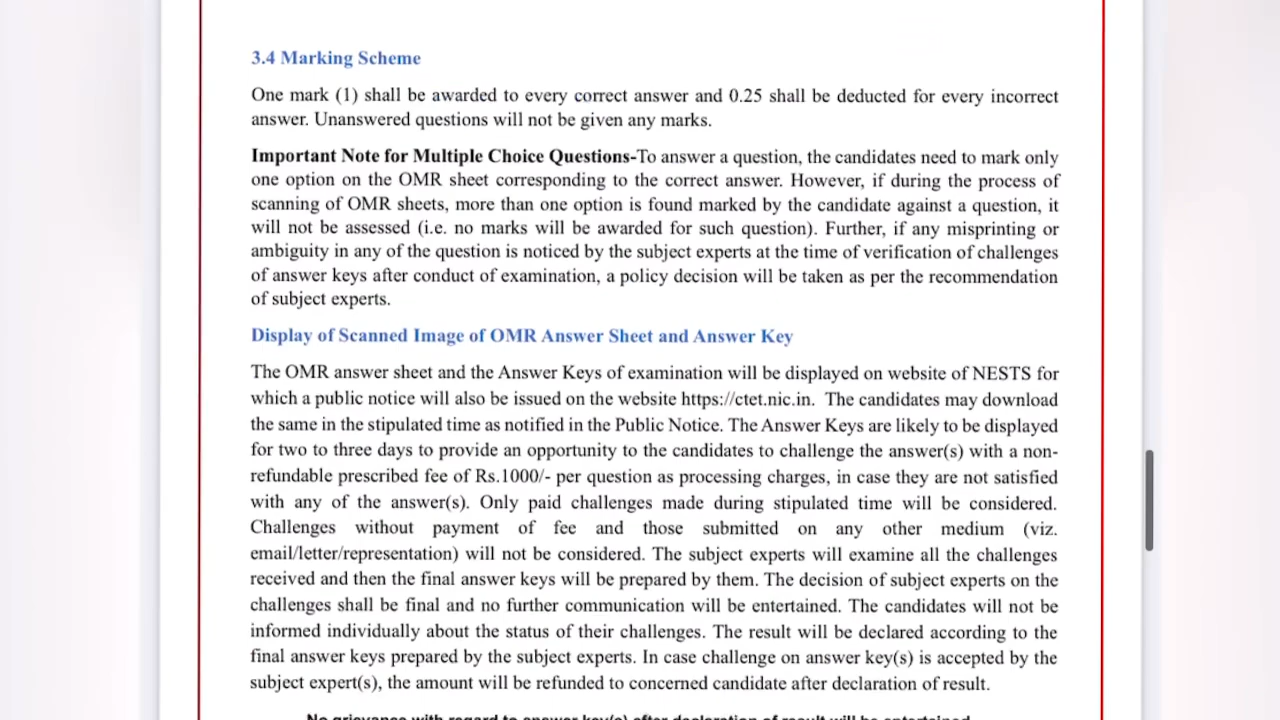 3.4 Marking Scheme
One mark (1) shall be awarded to every correct answer and 0.25 shall be deducted for every incorrect
answer. Unanswered questions will not be given any marks.
Important Note for Multiple Choice Questions-To answer a question, the candidates need to mark only
one option on the OMR sheet corresponding to the correct answer. However, if during the process of
scanning of OMR sheets, more than one option is found marked by the candidate against a question, it
will not be assessed (i.e. no marks will be awarded for such question). Further, if any misprinting or
ambiguity in any of the question is noticed by the subject experts at the time of verification of challenges
of answer keys after conduct of examination, a policy decision will be taken as per the recommendation
of subject experts.
Display of Scanned Image of OMR Answer Sheet and Answer Key
The OMR answer sheet and the Answer Keys of examination will be displayed on website of NESTS for
which a public notice will also be issued on the website https://ctet.nic.in. The candidates may download
the same in the stipulated time as notified in the Public Notice. The Answer Keys are likely to be displayed
for two to three days to provide an opportunity to the candidates to challenge the answer(s) with a non-
refundable prescribed fee of Rs.1000/- per question as processing charges, in case they are not satisfied
with any of the answer(s). Only paid challenges made during stipulated time will be considered.
Challenges without payment of fee and those submitted on any other medium (viz.
email/letter/representation) will not be considered. The subject experts will examine all the challenges
received and then the final answer keys will be prepared by them. The decision of subject experts on the
challenges shall be final and no further communication will be entertained. The candidates will not be
informed individually about the status of their challenges. The result will be declared according to the
final answer keys prepared by the subject experts. In case challenge on answer key(s) is accepted by the
subject expert(s), the amount will be refunded to concerned candidate after declaration of result.
No grievance with regard to answer key(s) after declaration of result will be entertained